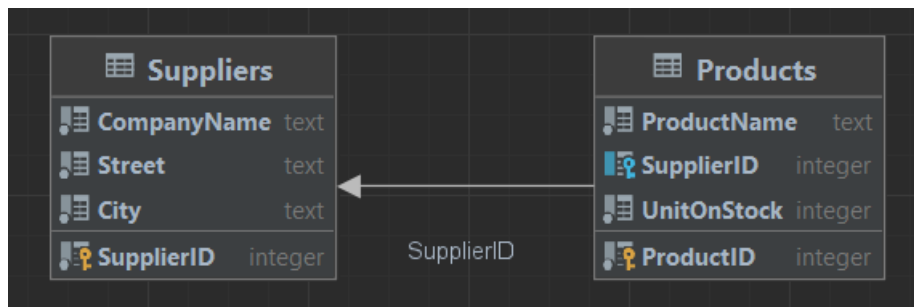 Suppliers
CompanyName text
Street text
City text
SupplierID integer
SupplierID
Products
ProductName text
SupplierID integer
UnitOnStock integer
ProductID integer